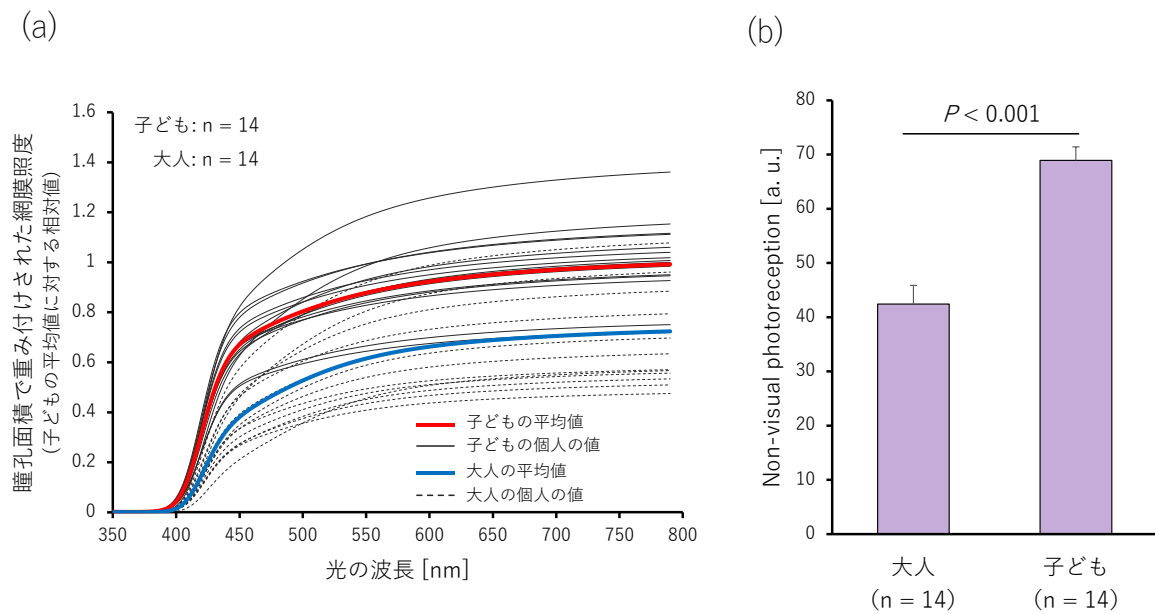 (a)
瞳孔面積で重み付けされた網膜照度
(子どもの平均値に対する相対値)
1.6
1.4
1.2
1
0.8
0.6
0.4
0.2
0
子ども: n = 14
大人: n = 14
子どもの平均値
子どもの個人の値
大人の平均値
大人の個人の値
350 400 450 500 550 600 650 700 750 800
光の波長 [nm]
(b)
Non-visual photoreception [a. u.]
80
70
60
50
40
30
20
10
0
P < 0.001
大人
(n = 14)
子ども
(n = 14)